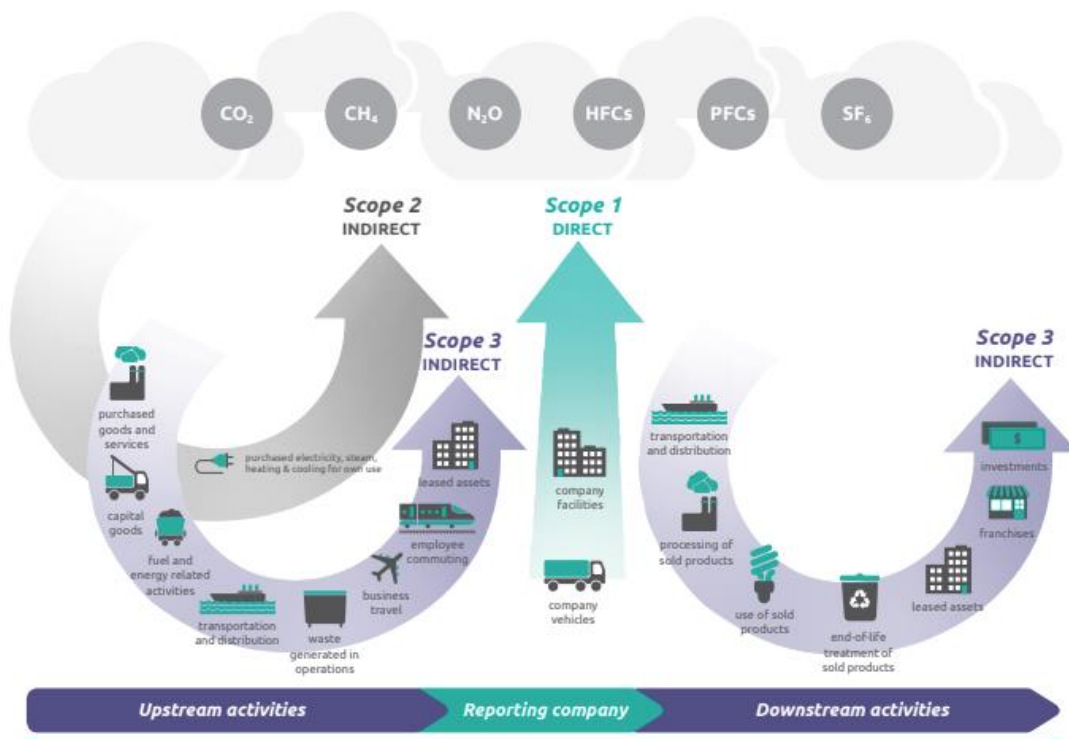 CO₂
CH₄
N₂O
HFCs
PFCs
SF₆
Scope 2
INDIRECT
Scope 1
DIRECT
Scope 3
INDIRECT
Scope 3
INDIRECT
purchased
goods and
services
capital
goods
fuel and
energy related
activities
transportation
and distribution
waste
generated in
operations
business
travel
employee
commuting
leased assets
purchased electricity, steam,
heating & cooling for own use
company
facilities
company
vehicles
transportation
and distribution
processing of
sold products
use of sold
products
end-of-life
treatment of
sold products
leased assets
franchises
investments
$
Upstream activities
Reporting company
Downstream activities